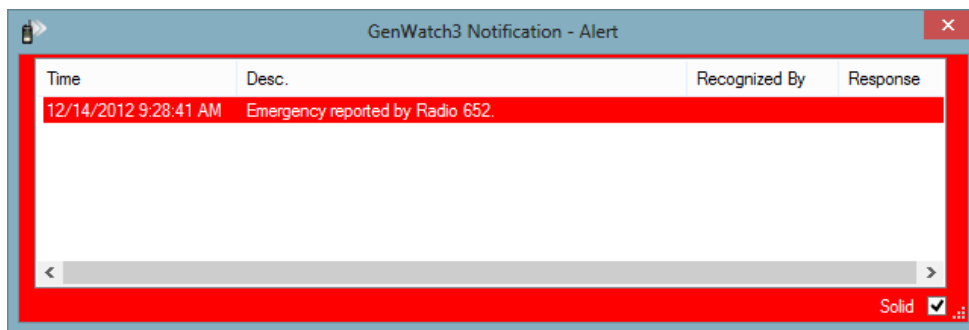 GenWatch3 Notification - Alert
Time Desc. Recognized By Response
12/14/2012 9:28:41 AM Emergency reported by Radio 652.
Solid